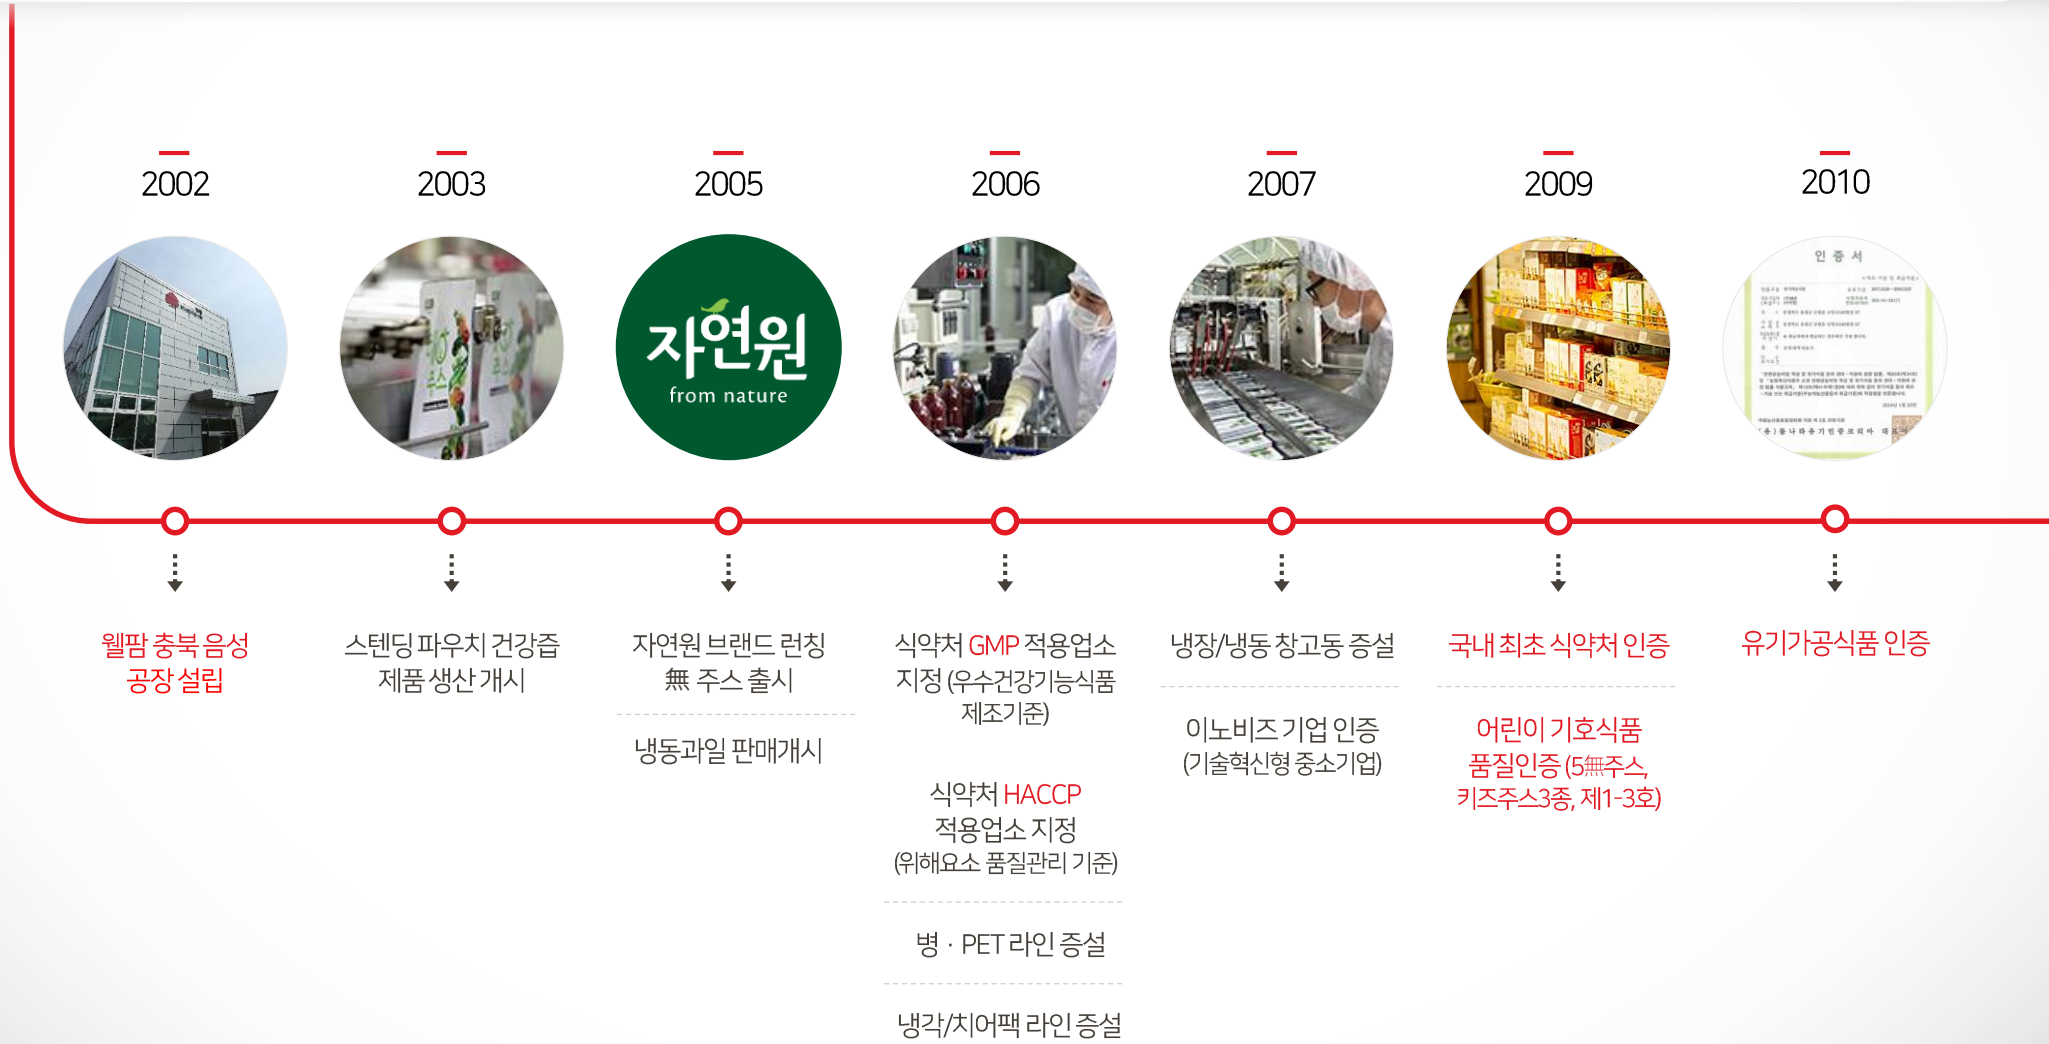 2002
2003
2005
2006
2007
2009
2010
자연원
from nature
인 증 서
웰팜 충북 음성
공장 설립
스텐딩 파우치 건강즙
제품 생산 개시
자연원 브랜드 런칭
無 주스 출시
냉동과일 판매개시
식약처 GMP 적용업소
지정 (우수건강기능식품
제조기준)
식약처 HACCP
적용업소 지정
(위해요소 품질관리 기준)
병 · PET 라인 증설
냉각/치어팩 라인 증설
냉장/냉동 창고동 증설
이노비즈 기업 인증
(기술혁신형 중소기업)
국내 최초 식약처 인증
어린이 기호식품
품질인증 (5無주스,
키즈주스3종, 제1-3호)
유기가공식품 인증